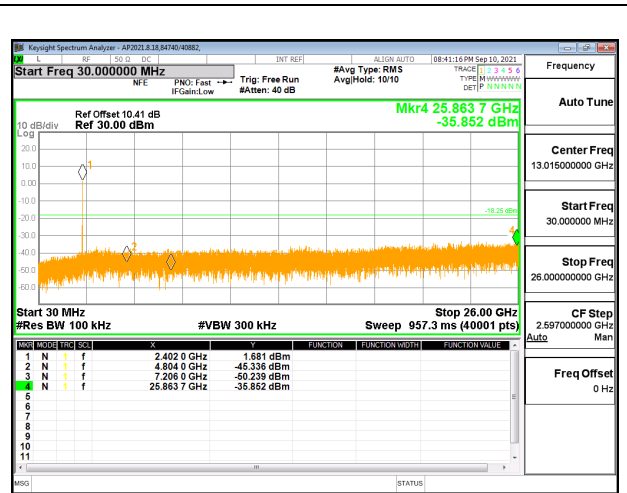 Keysight Spectrum Analyzer - AP2021.8.18,84740/40882,
LXI L RF 50 Ω DC INT REF ALIGN AUTO 08:41:16 PM Sep 10, 2021
Start Freq 30.000000 MHz
NFE PNO: Fast IFGain:Low
Trig: Free Run
#Atten: 40 dB
#Avg Type: RMS
Avg|Hold: 10/10
TRACE 1 2 3 4 5 6
TYPE M W W W W W
DET P N N N N N
Ref Offset 10.41 dB
10 dB/div Ref 30.00 dBm
Log
Mkr4 25.863 7 GHz
-35.852 dBm
20.0
10.0
0.00
-10.0
-20.0
-30.0
-40.0
-50.0
-60.0
1
2
3
4
-18.25 dBm
Start 30 MHz Stop 26.00 GHz
#Res BW 100 kHz #VBW 300 kHz Sweep 957.3 ms (40001 pts)
MKR MODE TRC SCL X Y FUNCTION FUNCTION WIDTH FUNCTION VALUE
1 N 1 f 2.402 0 GHz 1.681 dBm
2 N 1 f 4.804 0 GHz -45.336 dBm
3 N 1 f 7.206 0 GHz -50.239 dBm
4 N 1 f 25.863 7 GHz -35.852 dBm
5
6
7
8
9
10
11
MSG STATUS
Frequency
Auto Tune
Center Freq
13.015000000 GHz
Start Freq
30.000000 MHz
Stop Freq
26.000000000 GHz
CF Step
2.597000000 GHz
Auto Man
Freq Offset
0 Hz